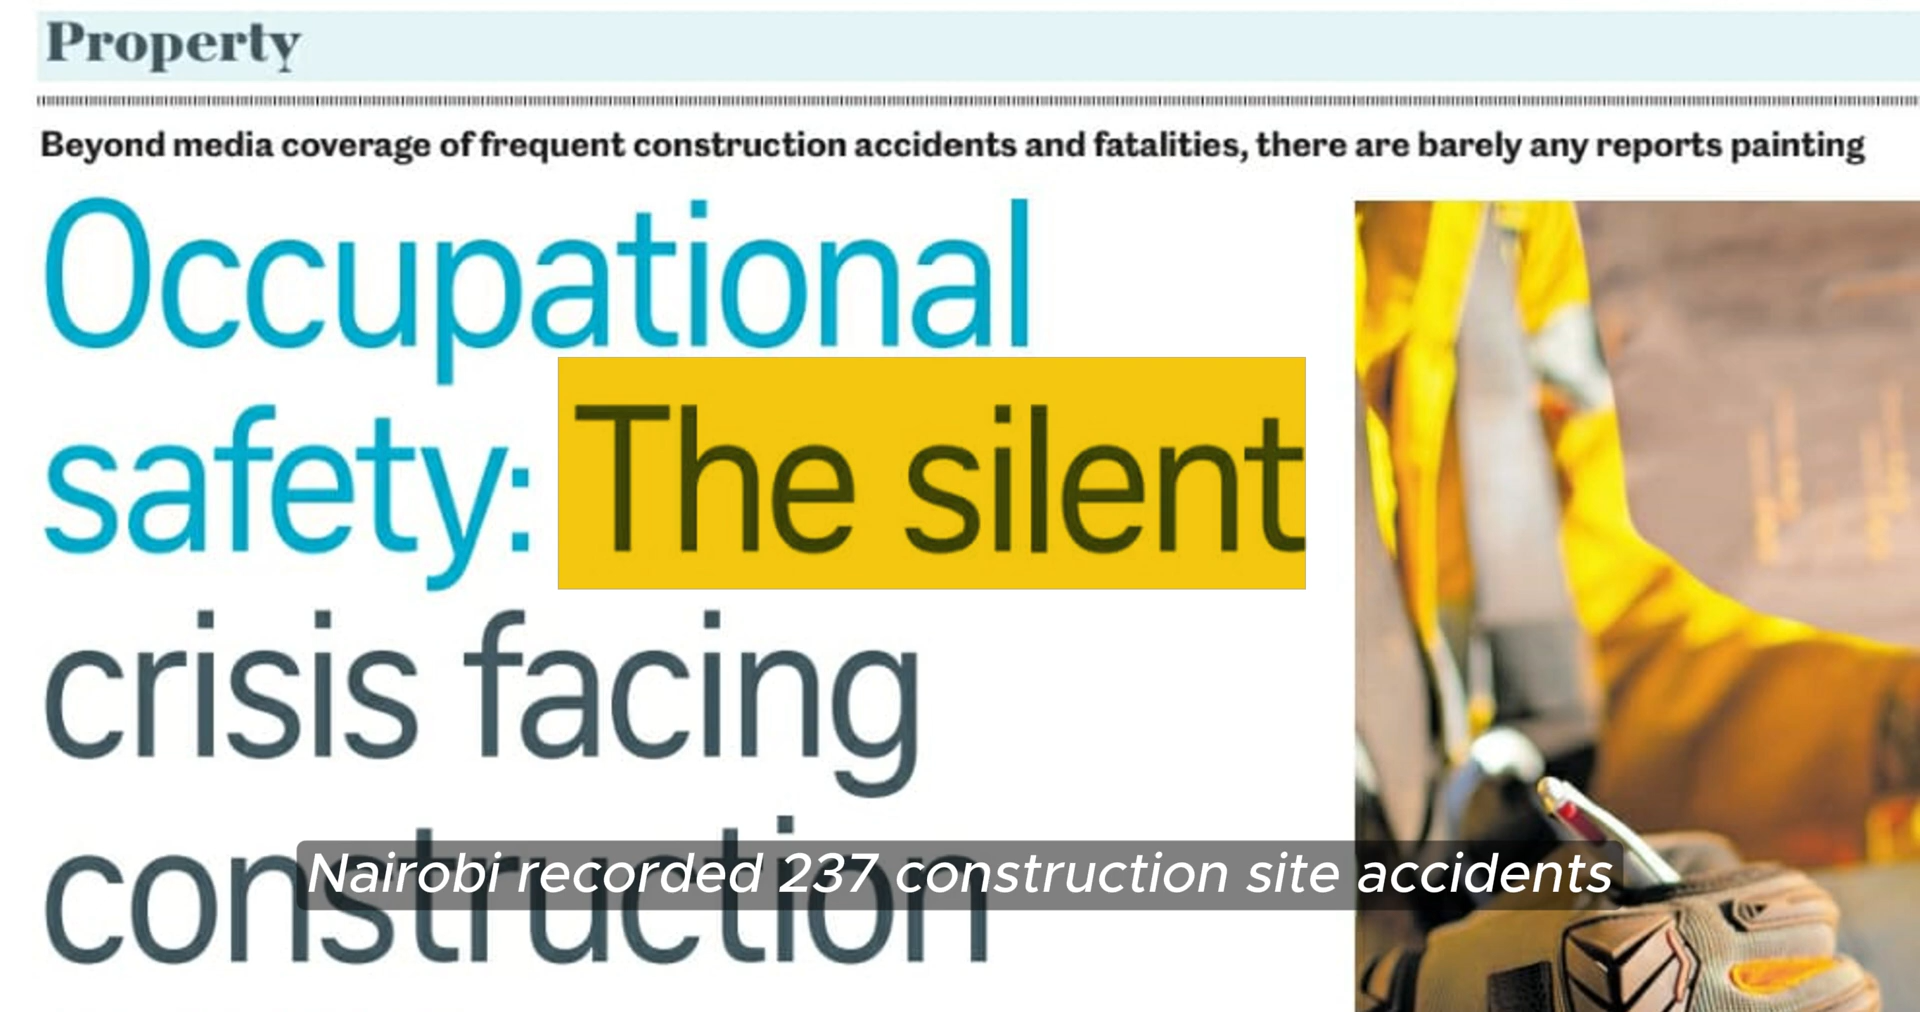 Property
Beyond media coverage of frequent construction accidents and fatalities, there are barely any reports painting
Occupational
safety: The silent
crisis facing
construction
Nairobi recorded 237 construction site accidents